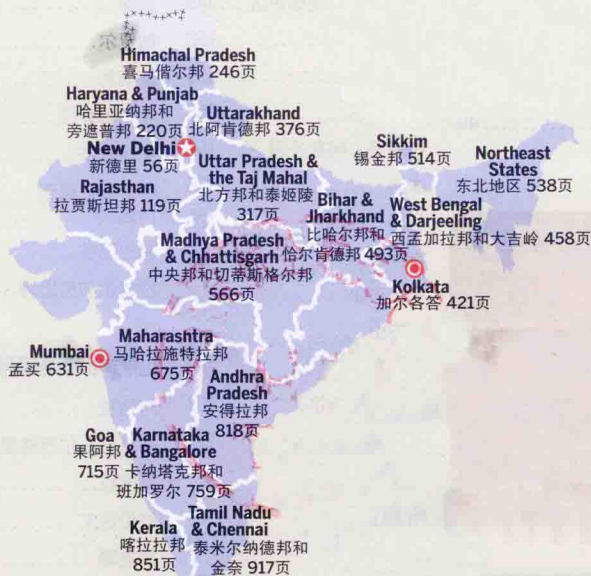 Himachal Pradesh
喜马偕尔邦 246页
Haryana & Punjab
哈里亚纳邦和
旁遮普邦 220页
Uttarakhand
北阿肯德邦 376页
New Delhi
新德里 56页
Uttar Pradesh &
the Taj Mahal
北方邦和泰姬陵
317页
Sikkim
锡金邦 514页
Northeast
States
东北地区 538页
Rajasthan
拉贾斯坦邦 119页
Bihar &
Jharkhand
比哈尔邦和
恰尔肯德邦 493页
West Bengal
& Darjeeling
西孟加拉邦和大吉岭 458页
Madhya Pradesh
& Chhattisgarh
中央邦和切蒂斯格尔邦
566页
Kolkata
加尔各答 421页
Mumbai
孟买 631页
Maharashtra
马哈拉施特拉邦
675页
Andhra
Pradesh
安得拉邦
818页
Goa
果阿邦
715页
Karnataka
& Bangalore
卡纳塔克邦和
班加罗尔 759页
Kerala
喀拉拉邦
851页
Tamil Nadu
& Chennai
泰米尔纳德邦和
金奈 917页